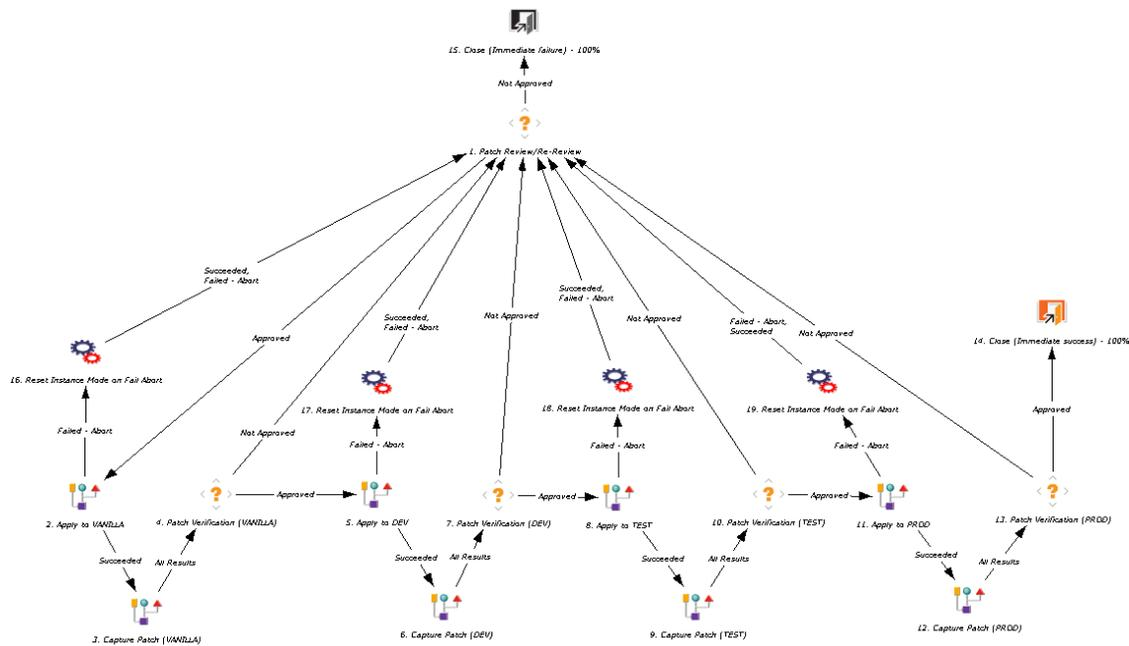 15. Close (Immediate failure) - 100%
Not Approved
1. Patch Review/Re-Review
Succeeded,
Failed - Abort
Succeeded,
Failed - Abort
Succeeded,
Failed - Abort
Failed - Abort,
Succeeded
Not Approved
Not Approved
Not Approved
Approved
14. Close (Immediate success) - 100%
16. Reset Instance Mode on Fail Abort
17. Reset Instance Mode on Fail Abort
18. Reset Instance Mode on Fail Abort
19. Reset Instance Mode on Fail Abort
Approved
Failed - Abort
Not Approved
Failed - Abort
Failed - Abort
Failed - Abort
Approved
Approved
Approved
2. Apply to VANILLA
4. Patch Verification (VANILLA)
5. Apply to DEV
7. Patch Verification (DEV)
8. Apply to TEST
10. Patch Verification (TEST)
11. Apply to PROD
13. Patch Verification (PROD)
Succeeded
All Results
Succeeded
All Results
Succeeded
All Results
Succeeded
All Results
3. Capture Patch (VANILLA)
6. Capture Patch (DEV)
9. Capture Patch (TEST)
12. Capture Patch (PROD)